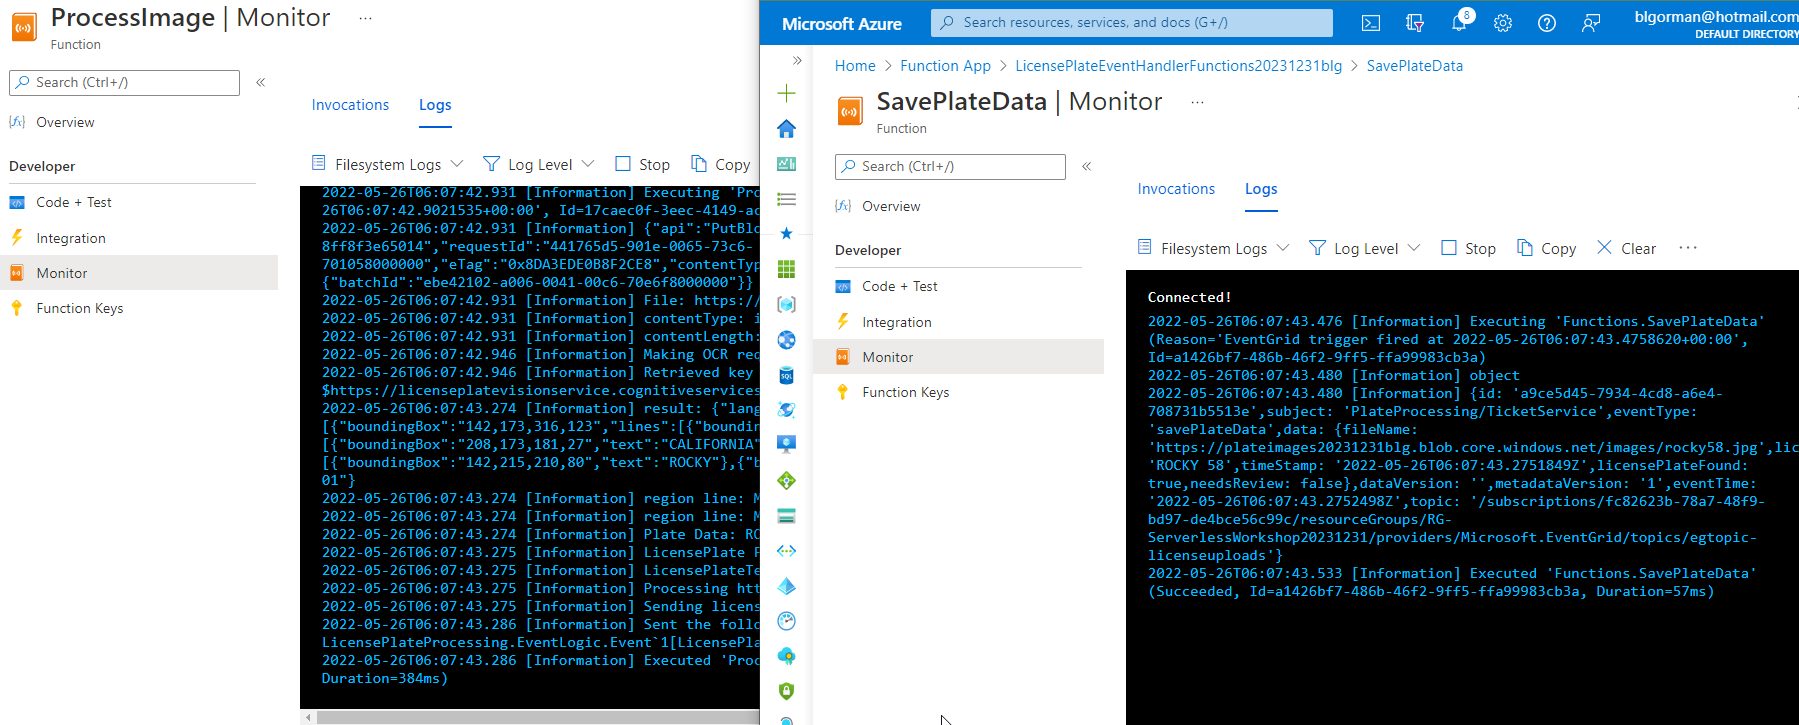 ProcessImage | Monitor ...
Function
Search (Ctrl+/)
«
Overview
Developer
Code + Test
Integration
Monitor
Function Keys
Invocations
Logs
Filesystem Logs
Log Level
Stop
Copy
2022-05-26T06:07:42.931 [Information] Executing 'Pro
26T06:07:42.9021535+00:00', Id=17caec0f-3eec-4149-ac
2022-05-26T06:07:42.931 [Information] {"api":"PutBlo
8ff8f3e65014","requestId":"441765d5-901e-0065-73c6-
701058000000","eTag":"0x8DA3EDE0B8F2CE8","contentTyp
{"batchId":"ebe42102-a006-0041-00c6-70e6f8000000"}}
2022-05-26T06:07:42.931 [Information] File: https://
2022-05-26T06:07:42.931 [Information] contentType: i
2022-05-26T06:07:42.931 [Information] contentLength:
2022-05-26T06:07:42.946 [Information] Making OCR req
2022-05-26T06:07:42.946 [Information] Retrieved key
$https://licenseplatevisionservice.cognitiveservices
2022-05-26T06:07:43.274 [Information] result: {"lang
[{"boundingBox":"142,173,316,123","lines":[{"boundin
[{"boundingBox":"208,173,181,27","text":"CALIFORNIA"
[{"boundingBox":"142,215,210,80","text":"ROCKY"},{"b
01"}
2022-05-26T06:07:43.274 [Information] region line: M
2022-05-26T06:07:43.274 [Information] region line: M
2022-05-26T06:07:43.274 [Information] Plate Data: RO
2022-05-26T06:07:43.275 [Information] LicensePlate F
2022-05-26T06:07:43.275 [Information] LicensePlateTe
2022-05-26T06:07:43.275 [Information] Processing htt
2022-05-26T06:07:43.275 [Information] Sending licens
2022-05-26T06:07:43.286 [Information] Sent the follo
LicensePlateProcessing.EventLogic.Event`1[LicensePla
2022-05-26T06:07:43.286 [Information] Executed 'Proc
Duration=384ms)
Microsoft Azure
Search resources, services, and docs (G+/)
8
blgorman@hotmail.com
DEFAULT DIRECTORY
»
Home > Function App > LicensePlateEventHandlerFunctions20231231blg > SavePlateData
SavePlateData | Monitor ...
Function
Search (Ctrl+/)
«
Overview
Developer
Code + Test
Integration
Monitor
Function Keys
Invocations
Logs
Filesystem Logs
Log Level
Stop
Copy
Clear
...
Connected!
2022-05-26T06:07:43.476 [Information] Executing 'Functions.SavePlateData'
(Reason='EventGrid trigger fired at 2022-05-26T06:07:43.4758620+00:00',
Id=a1426bf7-486b-46f2-9ff5-ffa99983cb3a)
2022-05-26T06:07:43.480 [Information] object
2022-05-26T06:07:43.480 [Information] {id: 'a9ce5d45-7934-4cd8-a6e4-
708731b5513e',subject: 'PlateProcessing/TicketService',eventType:
'savePlateData',data: {fileName:
'https://plateimages20231231blg.blob.core.windows.net/images/rocky58.jpg',lic
'ROCKY 58',timeStamp: '2022-05-26T06:07:43.2751849Z',licensePlateFound:
true,needsReview: false},dataVersion: '',metadataVersion: '1',eventTime:
'2022-05-26T06:07:43.2752498Z',topic: '/subscriptions/fc82623b-78a7-48f9-
bd97-de4bce56c99c/resourceGroups/RG-
ServerlessWorkshop20231231/providers/Microsoft.EventGrid/topics/egtopic-
licenseuploads'}
2022-05-26T06:07:43.533 [Information] Executed 'Functions.SavePlateData'
(Succeeded, Id=a1426bf7-486b-46f2-9ff5-ffa99983cb3a, Duration=57ms)